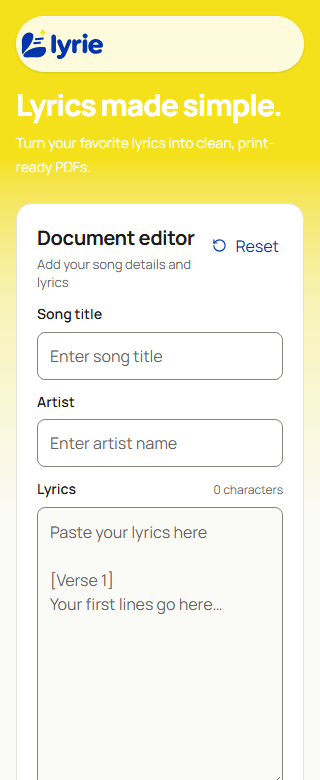 lyrie
Lyrics made simple.
Turn your favorite lyrics into clean, print-
ready PDFs.
Document editor
Reset
Add your song details and
lyrics
Song title
Enter song title
Artist
Enter artist name
Lyrics
0 characters
Paste your lyrics here
[Verse 1]
Your first lines go here...